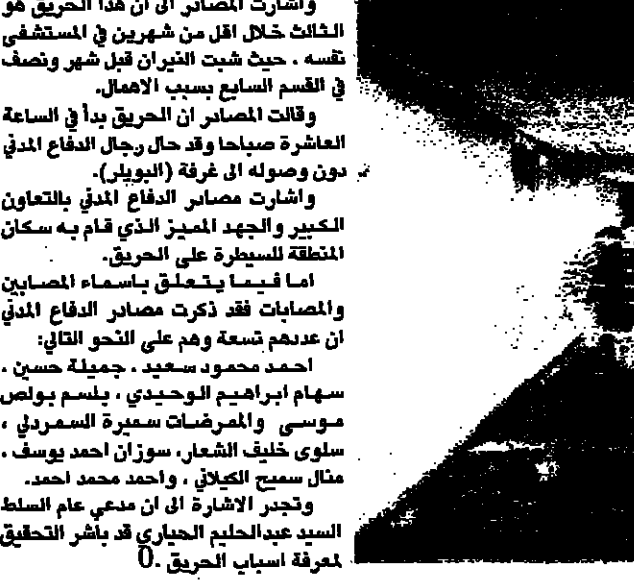 واشارت المصادر الى ان هذا الحريق هو
الثالث خلال اقل من شهرين في المستشفى
نفسه ، حيث شبت النيران قبل شهر ونصف
في القسم السابع بسبب الاهمال.
وقالت المصادر ان الحريق بدأ في الساعة
العاشرة صباحا وقد حال رجال الدفاع المدني
دون وصوله الى غرفة (البويلر).
واشارت مصادر الدفاع المدني بالتعاون
الكبير والجهد المميز الذي قام به سكان
المنطقة للسيطرة على الحريق.
اما فيما يتعلق باسماء المصابين
والمصابات فقد ذكرت مصادر الدفاع المدني
ان عددهم تسعة وهم على النحو التالي:
احمد محمود سعيد ، جميلة حسين ،
سهام ابراهيم الوحيدي ، باسم بولص
موسى والممرضات سميرة السمردلي ،
سلوى خليف الشعار، سوزان احمد يوسف ،
منال سميح الكيلاني ، واحمد محمد احمد.
وتجدر الاشارة الى ان مدعي عام السلط
السيد عبدالحليم الحياري قد باشر التحقيق
لمعرفة اسباب الحريق .0